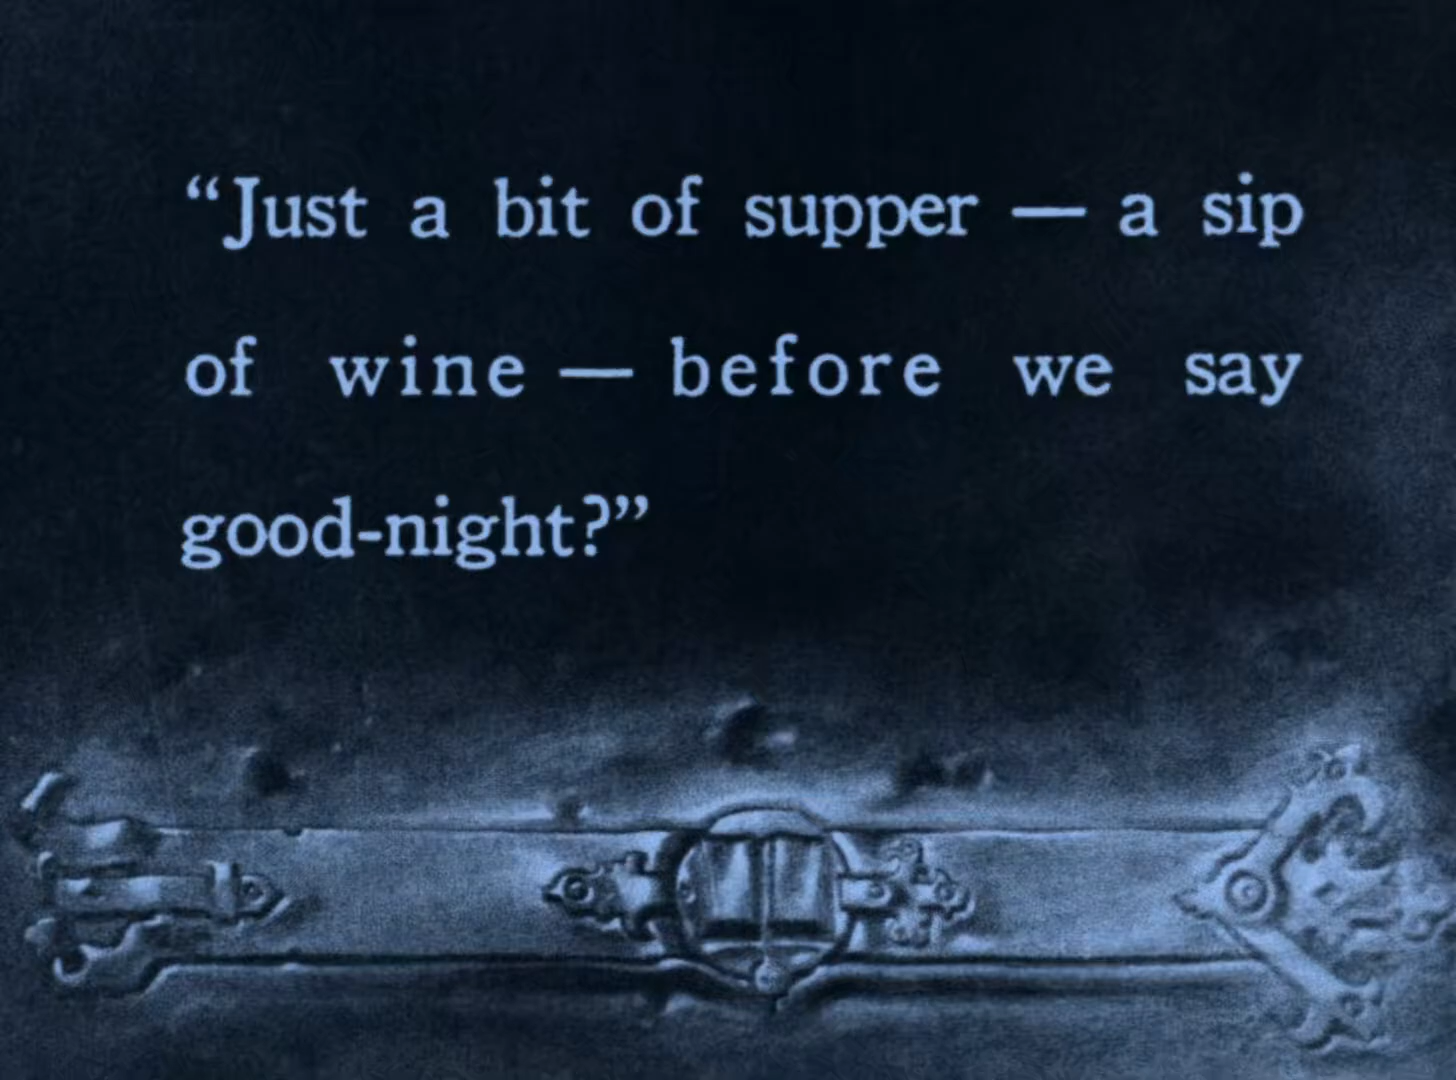 “Just a bit of supper — a sip
of wine — before we say
good-night?”